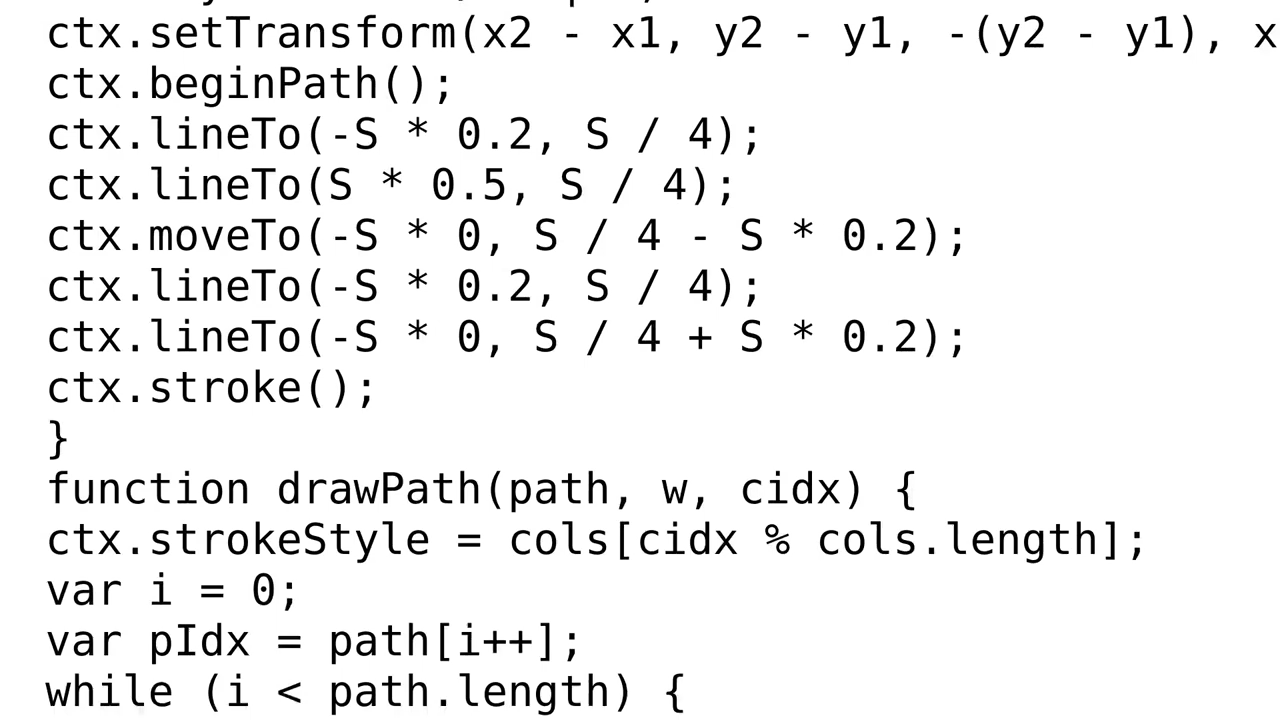 ctx.setTransform(x2 - x1, y2 - y1, -(y2 - y1), x
ctx.beginPath();
ctx.lineTo(-S * 0.2, S / 4);
ctx.lineTo(S * 0.5, S / 4);
ctx.moveTo(-S * 0, S / 4 - S * 0.2);
ctx.lineTo(-S * 0.2, S / 4);
ctx.lineTo(-S * 0, S / 4 + S * 0.2);
ctx.stroke();
}
function drawPath(path, w, cidx) {
ctx.strokeStyle = cols[cidx % cols.length];
var i = 0;
var pIdx = path[i++];
while (i < path.length) {